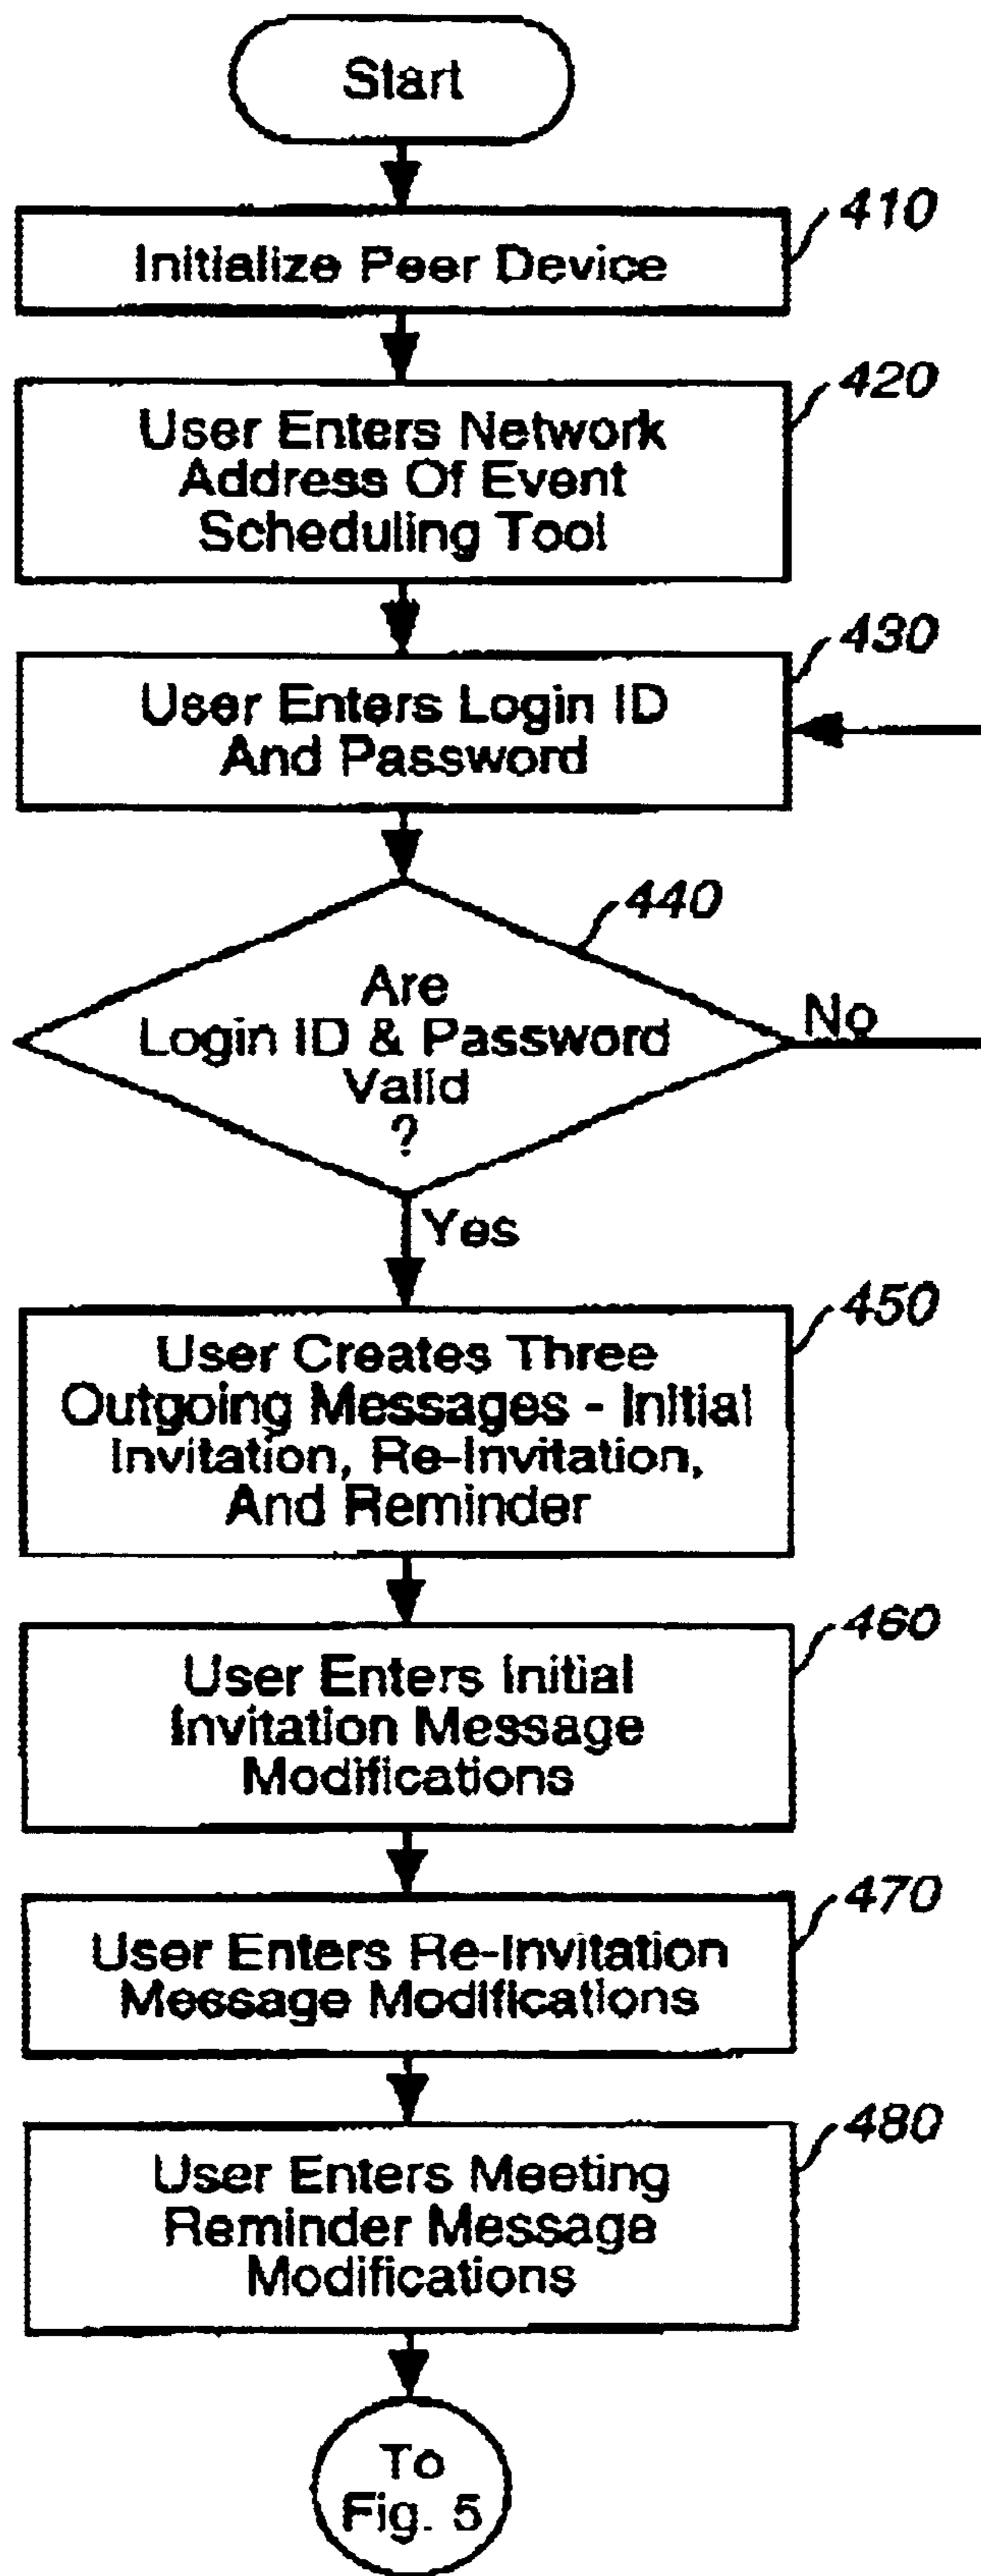 Start
410
Initialize Peer Device
420
User Enters Network
Address Of Event
Scheduling Tool
430
User Enters Login ID
And Password
440
Are
Login ID & Password
Valid
?
No
Yes
450
User Creates Three
Outgoing Messages - Initial
Invitation, Re-Invitation,
And Reminder
460
User Enters Initial
Invitation Message
Modifications
470
User Enters Re-Invitation
Message Modifications
480
User Enters Meeting
Reminder Message
Modifications
To
Fig. 5